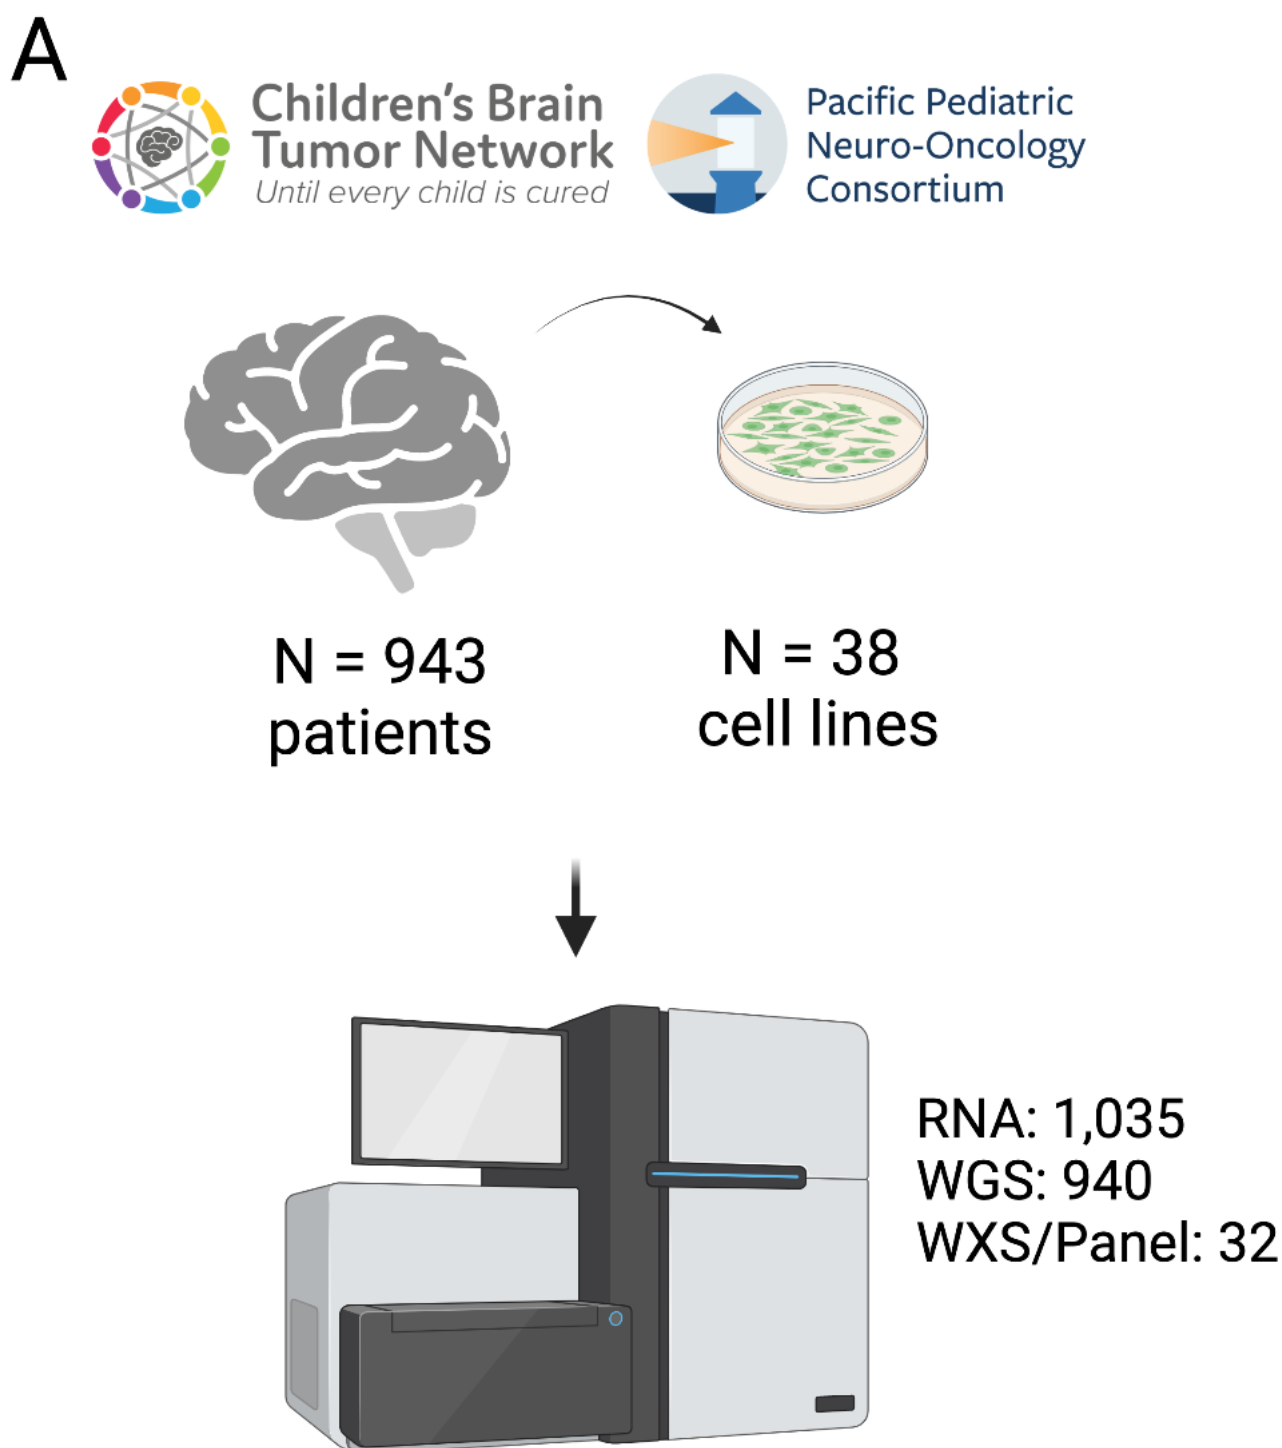 A
Children's Brain
Tumor Network
Until every child is cured
Pacific Pediatric
Neuro-Oncology
Consortium
N = 943
patients
N = 38
cell lines
RNA: 1,035
WGS: 940
WXS/Panel: 32